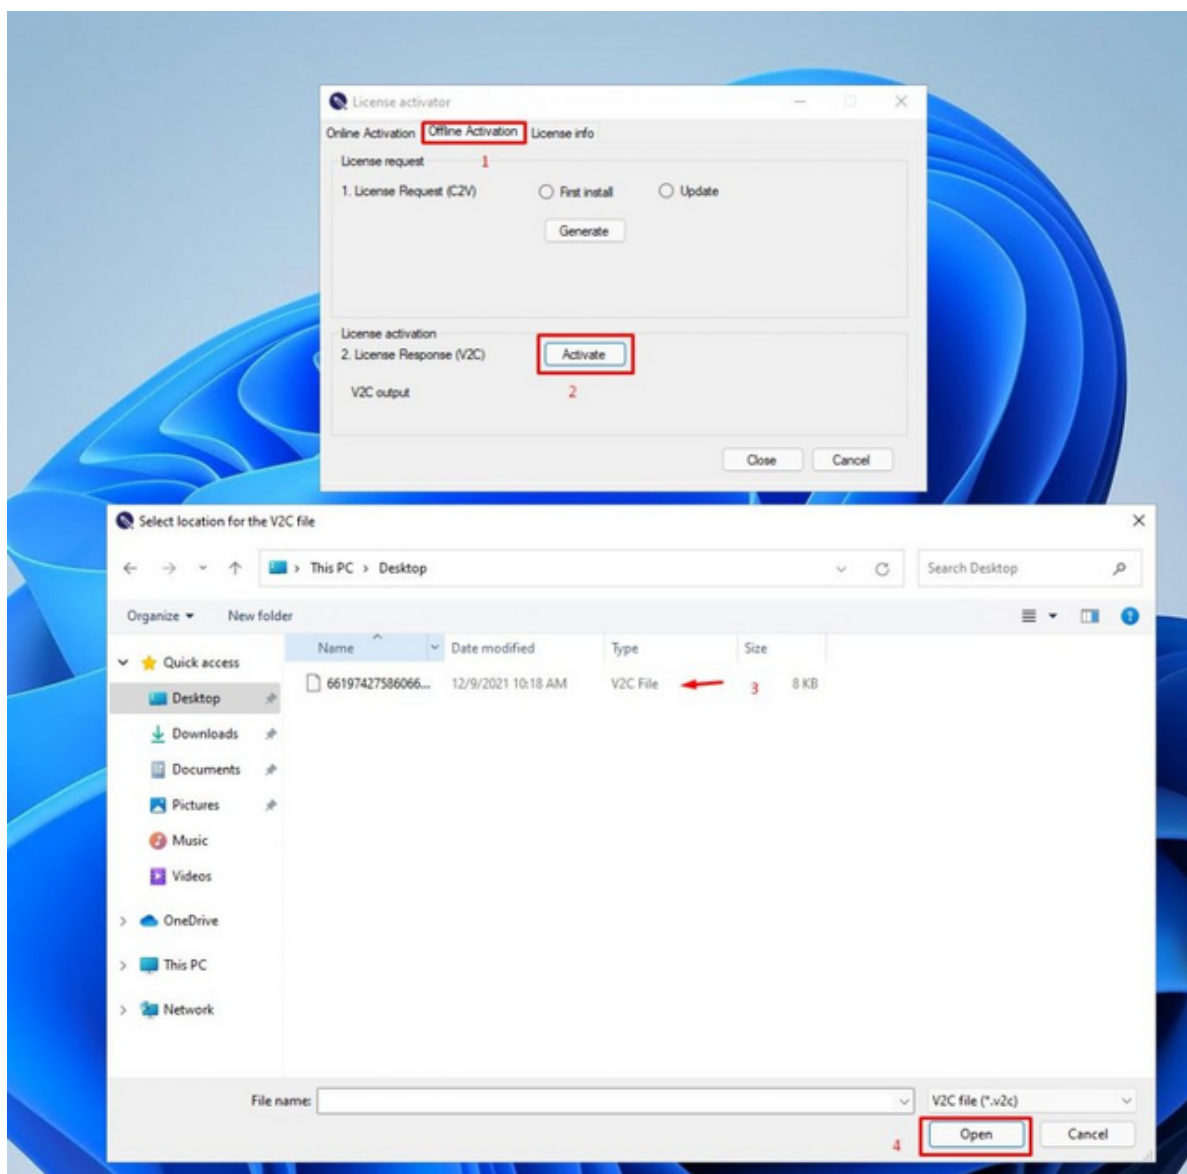 License activator
Online Activation Offline Activation License info
1
License request
1. License Request (C2V) First install Update
Generate
License activation
2. License Response (V2C) Activate
V2C output 2
Close Cancel
Select location for the V2C file
This PC > Desktop Search Desktop
Organize New folder
Name Date modified Type Size
Quick access
66197427586066... 12/9/2021 10:18 AM V2C File 3 8 KB
Desktop
Downloads
Documents
Pictures
Music
Videos
OneDrive
This PC
Network
File name: V2C file (*.v2c)
4 Open Cancel